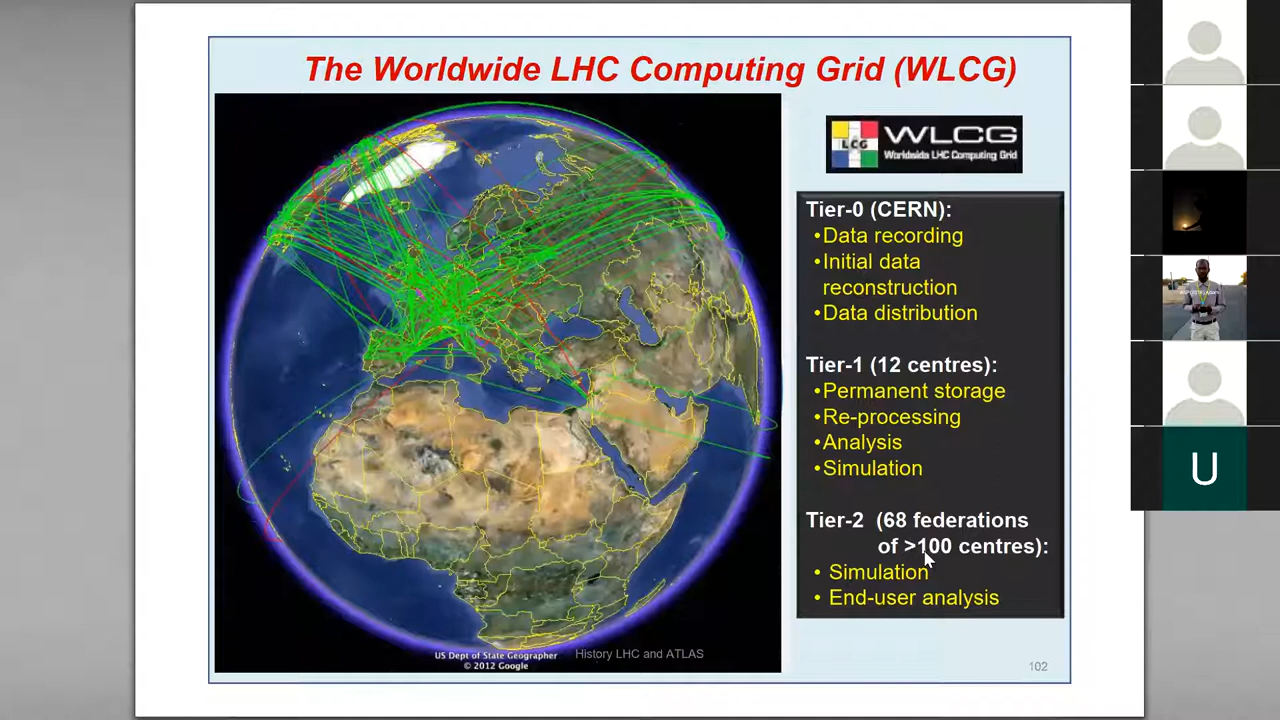 The Worldwide LHC Computing Grid (WLCG)
LCG
WLCG
Worldwide LHC Computing Grid
Tier-0 (CERN):
•Data recording
•Initial data
reconstruction
•Data distribution
Tier-1 (12 centres):
•Permanent storage
•Re-processing
•Analysis
•Simulation
Tier-2 (68 federations
of >100 centres):
• Simulation
• End-user analysis
US Dept of State Geographer
© 2012 Google
History LHC and ATLAS
102
U